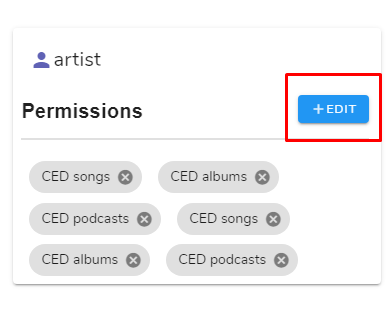 artist
Permissions
+EDIT
CED songs
CED albums
CED podcasts
CED songs
CED albums
CED podcasts